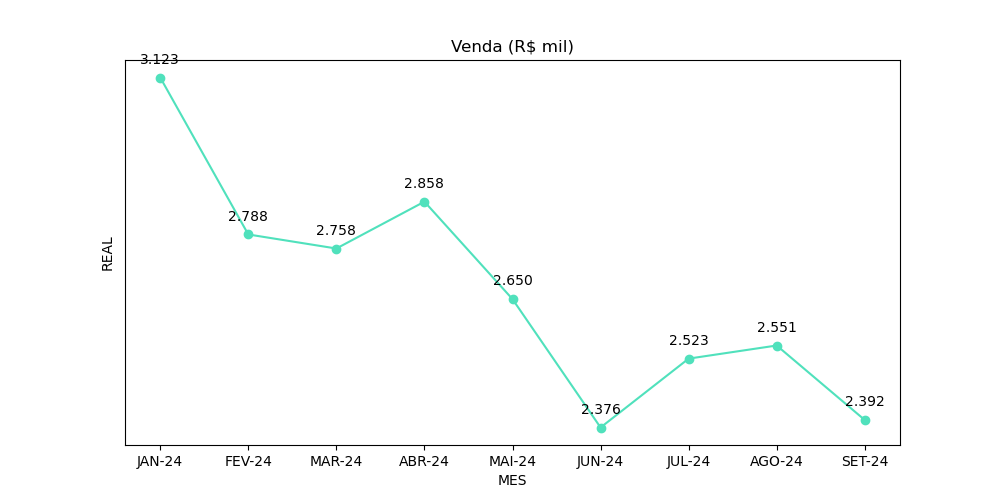 Venda (R$ mil)
3.123
2.788
2.758
2.858
2.650
2.376
2.523
2.551
2.392
REAL
JAN-24 FEV-24 MAR-24 ABR-24 MAI-24 JUN-24 JUL-24 AGO-24 SET-24
MES